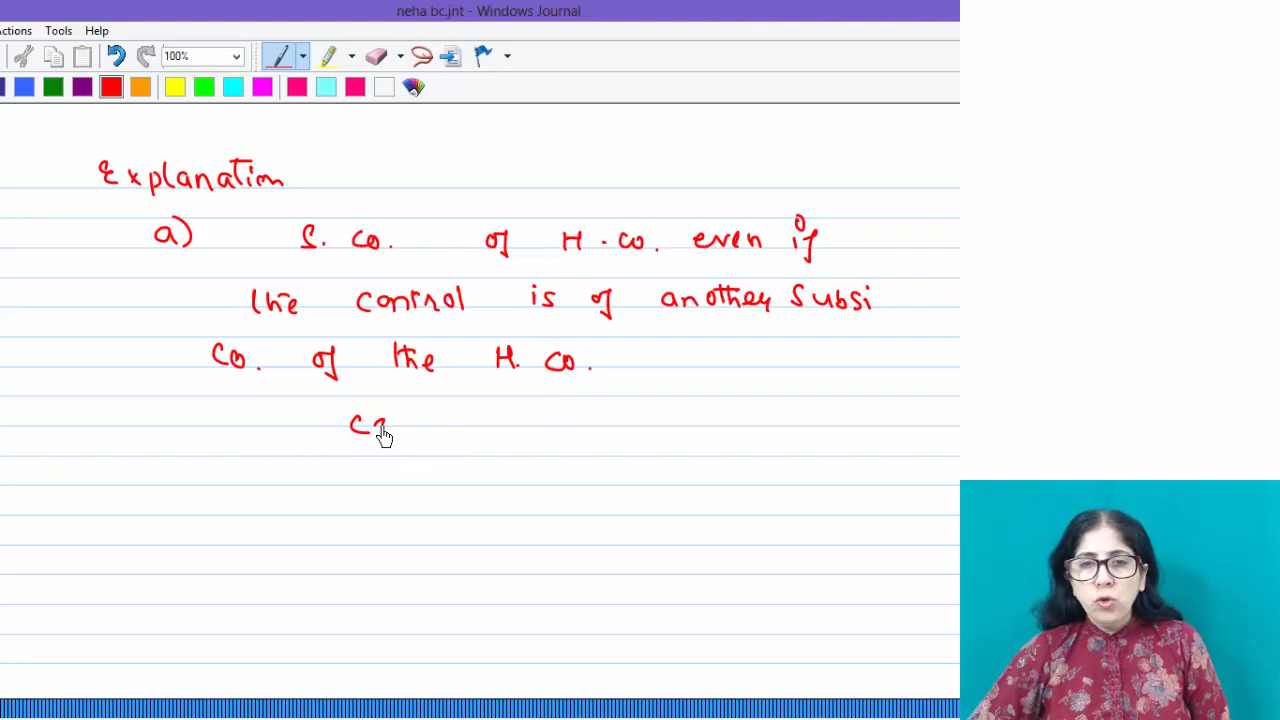 neha bc.jnt - Windows Journal
Actions Tools Help
100%
Explanation
a) S. Co. of H. Co. even if
the control is of another Subsi
Co. of the H. Co.